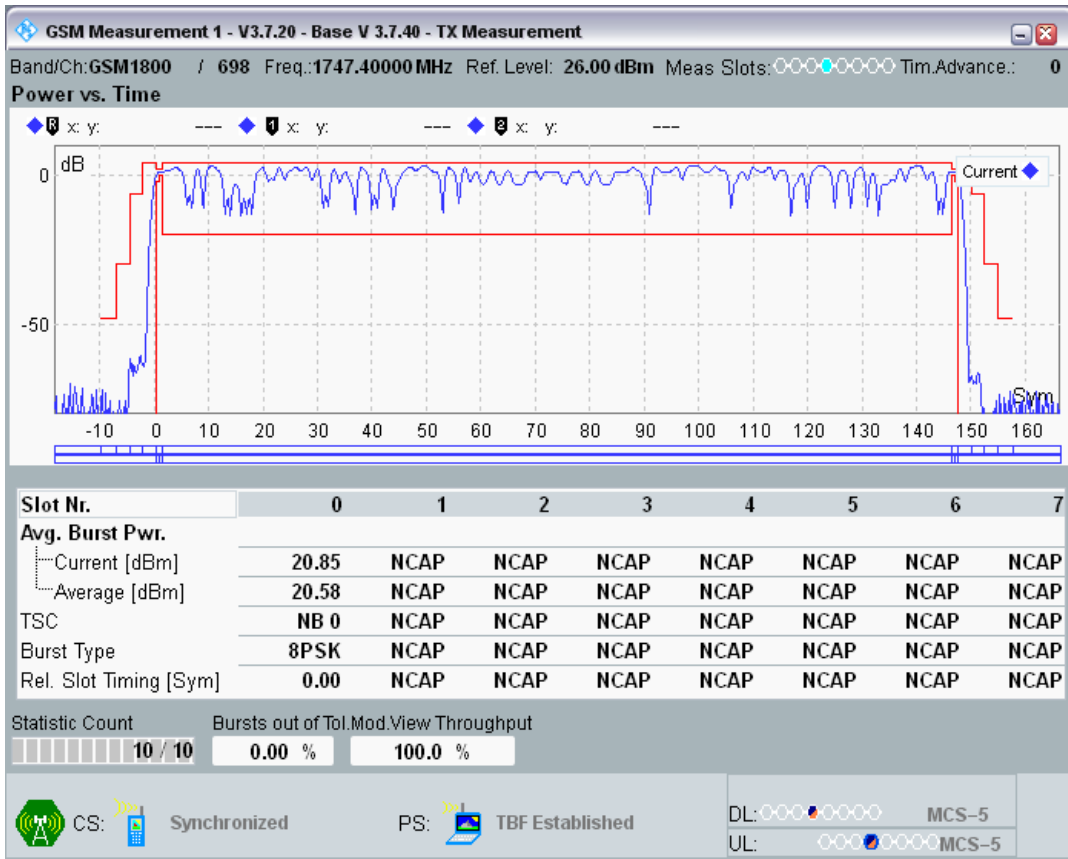 GSM Measurement 1 - V3.7.20 - Base V 3.7.40 - TX Measurement
Band/Ch:GSM1800 / 698 Freq.:1747.40000 MHz Ref. Level: 26.00 dBm Meas Slots: Tim.Advance.: 0
Power vs. Time
R x: y: --- 1 x: y: --- 2 x: y: ---
dB
Current
0
-50
Sym
-10 0 10 20 30 40 50 60 70 80 90 100 110 120 130 140 150 160
Slot Nr. 0 1 2 3 4 5 6 7
Avg. Burst Pwr.
Current [dBm] 20.85 NCAP NCAP NCAP NCAP NCAP NCAP NCAP
Average [dBm] 20.58 NCAP NCAP NCAP NCAP NCAP NCAP NCAP
TSC NB 0 NCAP NCAP NCAP NCAP NCAP NCAP NCAP
Burst Type 8PSK NCAP NCAP NCAP NCAP NCAP NCAP NCAP
Rel. Slot Timing [Sym] 0.00 NCAP NCAP NCAP NCAP NCAP NCAP NCAP
Statistic Count Bursts out of Tol.Mod.View Throughput
10 / 10 0.00 % 100.0 %
CS: Synchronized PS: TBF Established
DL: MCS-5
UL: MCS-5